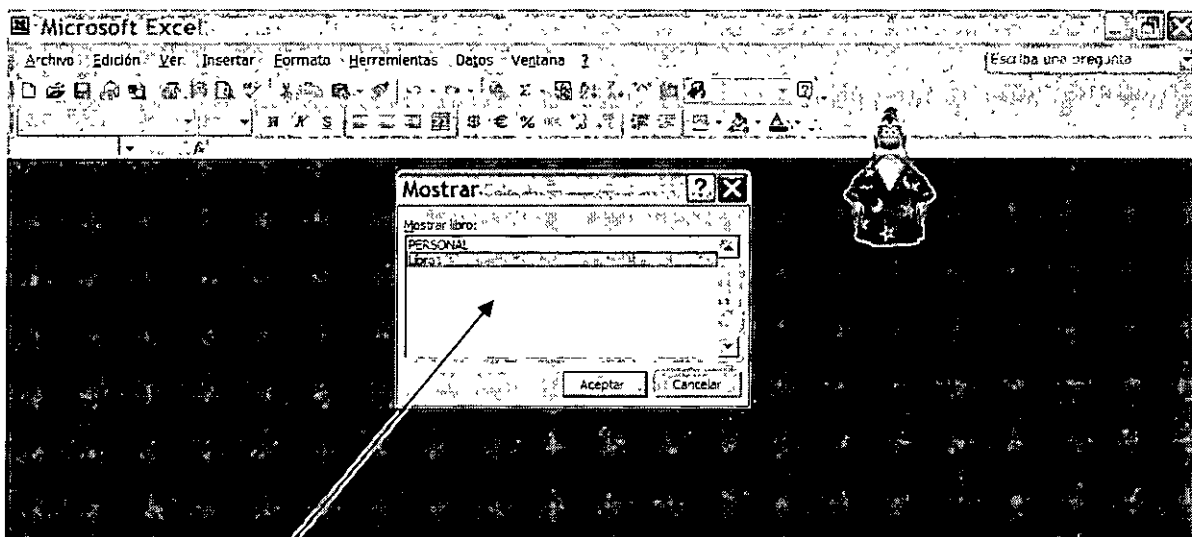 Microsoft Excel
Archivo Edición Ver Insertar Formato Herramientas Datos Ventana ?
Escriba una pregunta
N K S € %
Mostrar
Mostrar libro:
PERSONAL
Libro1
Aceptar Cancelar